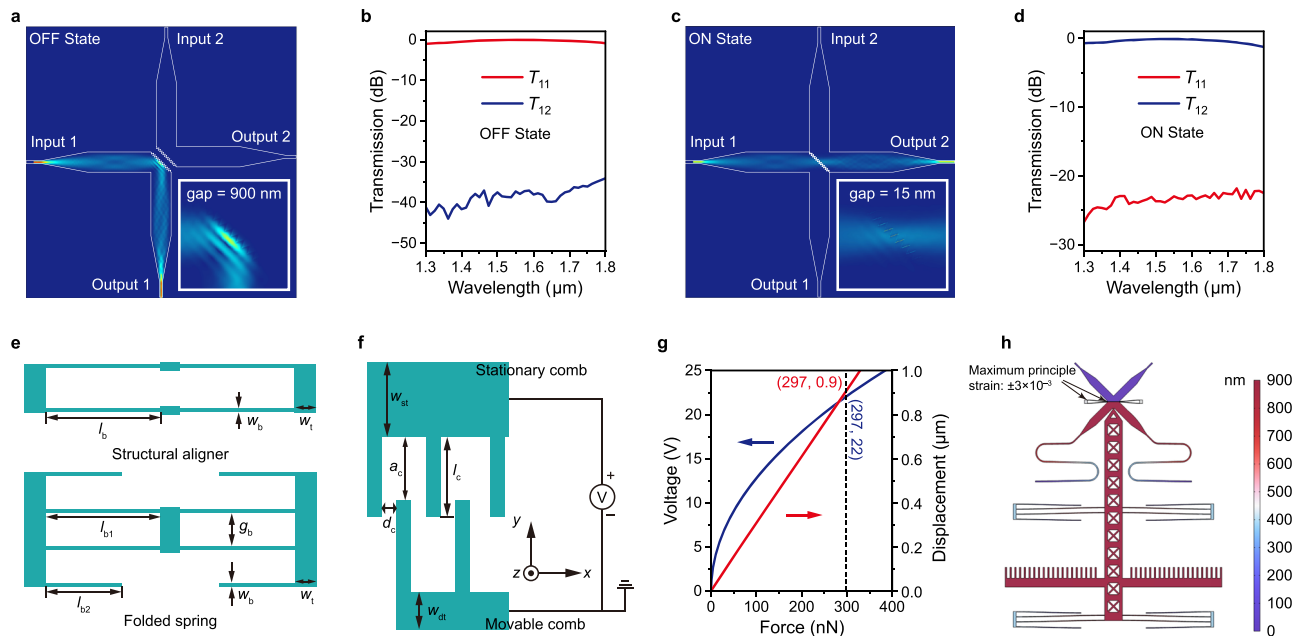 a
OFF State
Input 2
Input 1
Output 2
gap = 900 nm
Output 1
b
0
−10
−20
−30
−40
−50
Transmission (dB)
T11
T12
OFF State
1.3 1.4 1.5 1.6 1.7 1.8
Wavelength (µm)
c
ON State
Input 2
Input 1
Output 2
gap = 15 nm
Output 1
d
0
−10
−20
−30
Transmission (dB)
T11
T12
ON State
1.3 1.4 1.5 1.6 1.7 1.8
Wavelength (µm)
e
lb
wb
wt
Structural aligner
lb1
gb
lb2
wb
wt
Folded spring
f
Stationary comb
wst
ac
lc
dc
y
z
x
+
V
−
wdt
Movable comb
g
25
20
15
10
5
0
Voltage (V)
(297, 0.9)
(297, 22)
1.0
0.8
0.6
0.4
0.2
0.0
Displacement (µm)
0 100 200 300 400
Force (nN)
h
Maximum principle
strain: ±3×10−3
nm
900
800
700
600
500
400
300
200
100
0